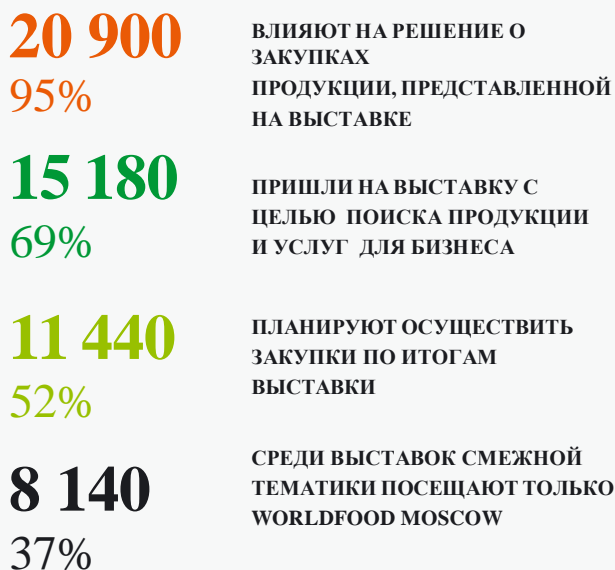 20 900
95%
ВЛИЯЮТ НА РЕШЕНИЕ О
ЗАКУПКАХ
ПРОДУКЦИИ, ПРЕДСТАВЛЕННОЙ
НА ВЫСТАВКЕ
15 180
69%
ПРИШЛИ НА ВЫСТАВКУ С
ЦЕЛЬЮ ПОИСКА ПРОДУКЦИИ
И УСЛУГ ДЛЯ БИЗНЕСА
11 440
52%
ПЛАНИРУЮТ ОСУЩЕСТВИТЬ
ЗАКУПКИ ПО ИТОГАМ
ВЫСТАВКИ
8 140
37%
СРЕДИ ВЫСТАВОК СМЕЖНОЙ
ТЕМАТИКИ ПОСЕЩАЮТ ТОЛЬКО
WORLDFOOD MOSCOW